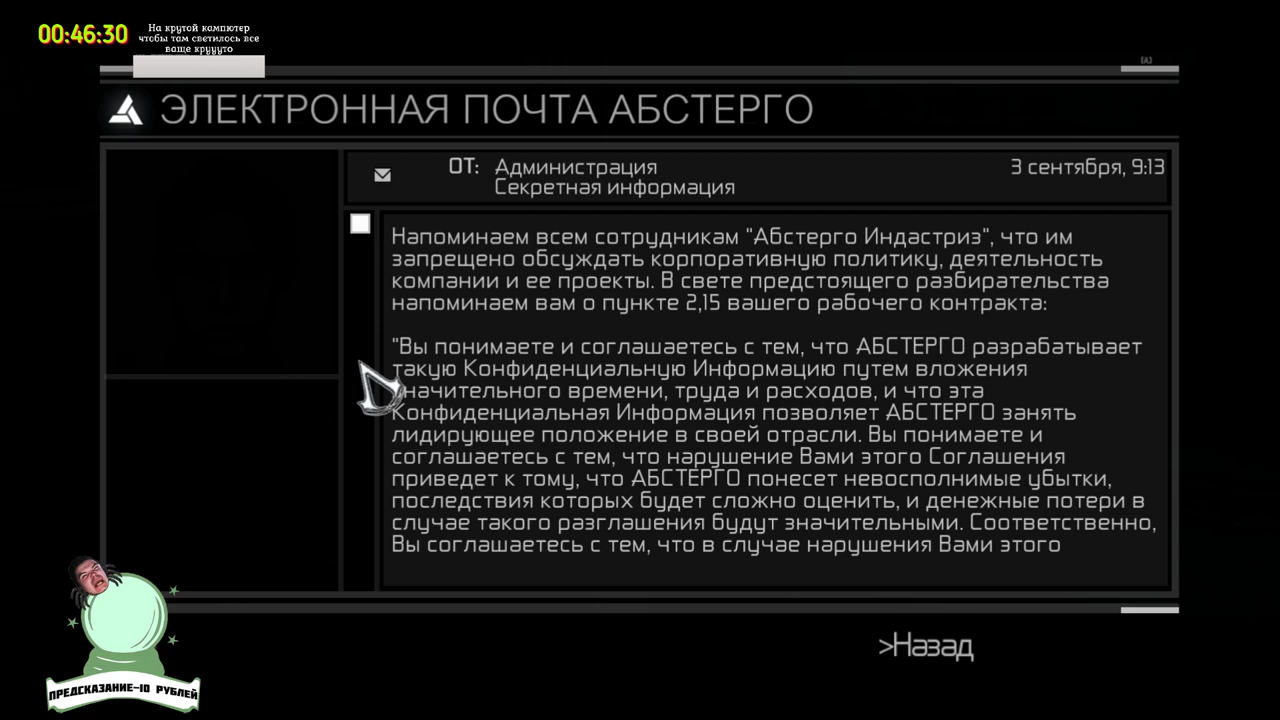 00:46:30
На крутой кампютер
чтобы там светилось все
ваще круууто
[A]
ЭЛЕКТРОННАЯ ПОЧТА АБСТЕРГО
ОТ: Администрация
3 сентября, 9:13
Секретная информация
Напоминаем всем сотрудникам "Абстерго Индастриз", что им
запрещено обсуждать корпоративную политику, деятельность
компании и ее проекты. В свете предстоящего разбирательства
напоминаем вам о пункте 2,15 вашего рабочего контракта:
"Вы понимаете и соглашаетесь с тем, что АБСТЕРГО разрабатывает
такую Конфиденциальную Информацию путем вложения
значительного времени, труда и расходов, и что эта
Конфиденциальная Информация позволяет АБСТЕРГО занять
лидирующее положение в своей отрасли. Вы понимаете и
соглашаетесь с тем, что нарушение Вами этого Соглашения
приведет к тому, что АБСТЕРГО понесет невосполнимые убытки,
последствия которых будет сложно оценить, и денежные потери в
случае такого разглашения будут значительными. Соответственно,
Вы соглашаетесь с тем, что в случае нарушения Вами этого
>Назад
ПРЕДСКАЗАНИЕ-10 РУБЛЕЙ